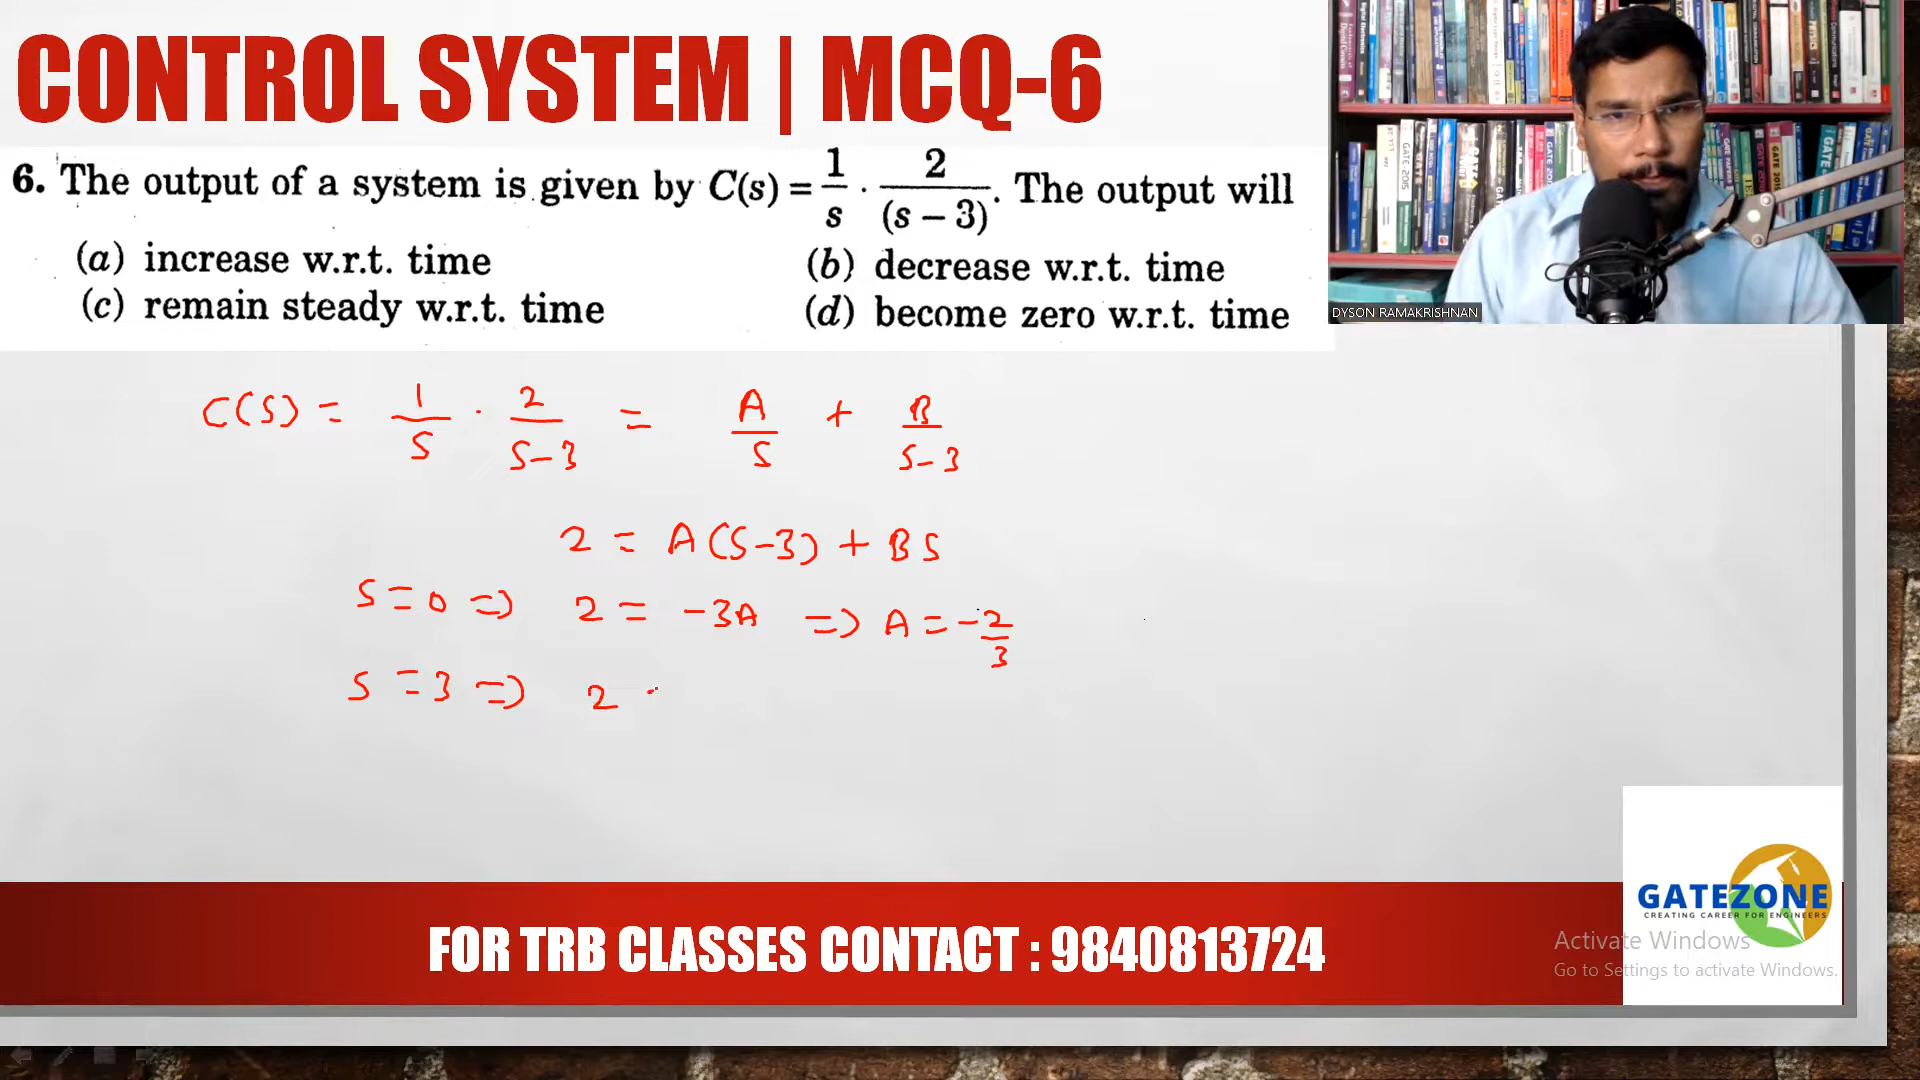 CONTROL SYSTEM | MCQ-6
6. The output of a system is given by C(s) = 1/s · 2/(s – 3). The output will
(a) increase w.r.t. time
(b) decrease w.r.t. time
(c) remain steady w.r.t. time
(d) become zero w.r.t. time
DYSON RAMAKRISHNAN
C(S) = 1/S · 2/S-3 = A/S + B/S-3
2 = A(S-3) + BS
S=0 => 2 = -3A => A = -2/3
S=3 => 2
FOR TRB CLASSES CONTACT : 9840813724
GATEZONE
CREATING CAREER FOR ENGINEERS
Activate Windows
Go to Settings to activate Windows.